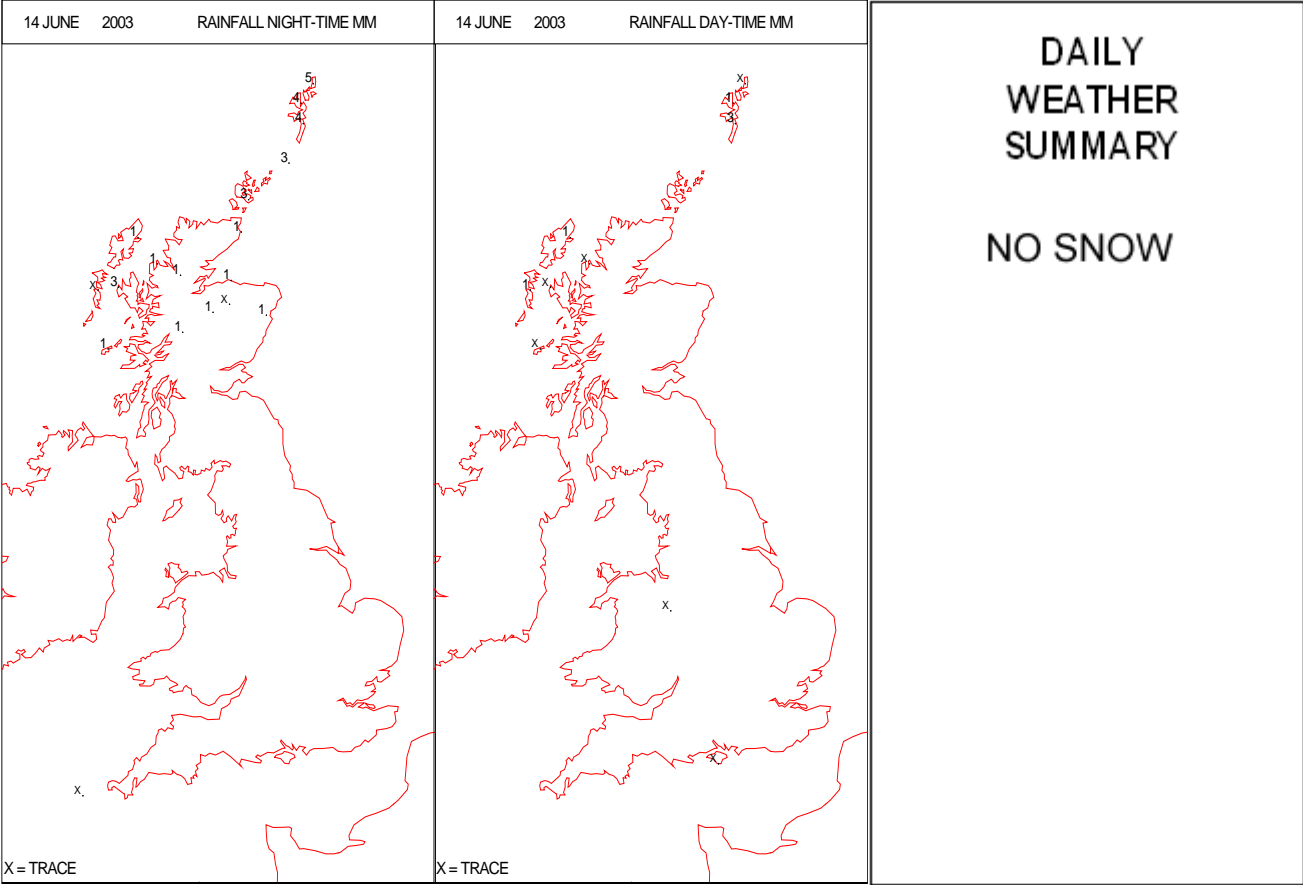 14 JUNE 2003 RAINFALL NIGHT-TIME MM
5
4
4
3
3
1
1
1
1
1
X
3
X
1
1
1
1
X
X = TRACE
14 JUNE 2003 RAINFALL DAY-TIME MM
X
1
3
1
X
1
X
X
X
X
X = TRACE
DAILY
WEATHER
SUMMARY
NO SNOW